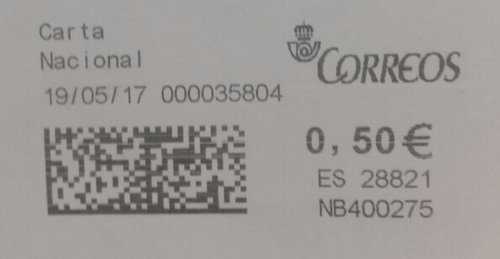 Carta
Nacional
19/05/17 000035804
CORREOS
0,50€
ES 28821
NB400275